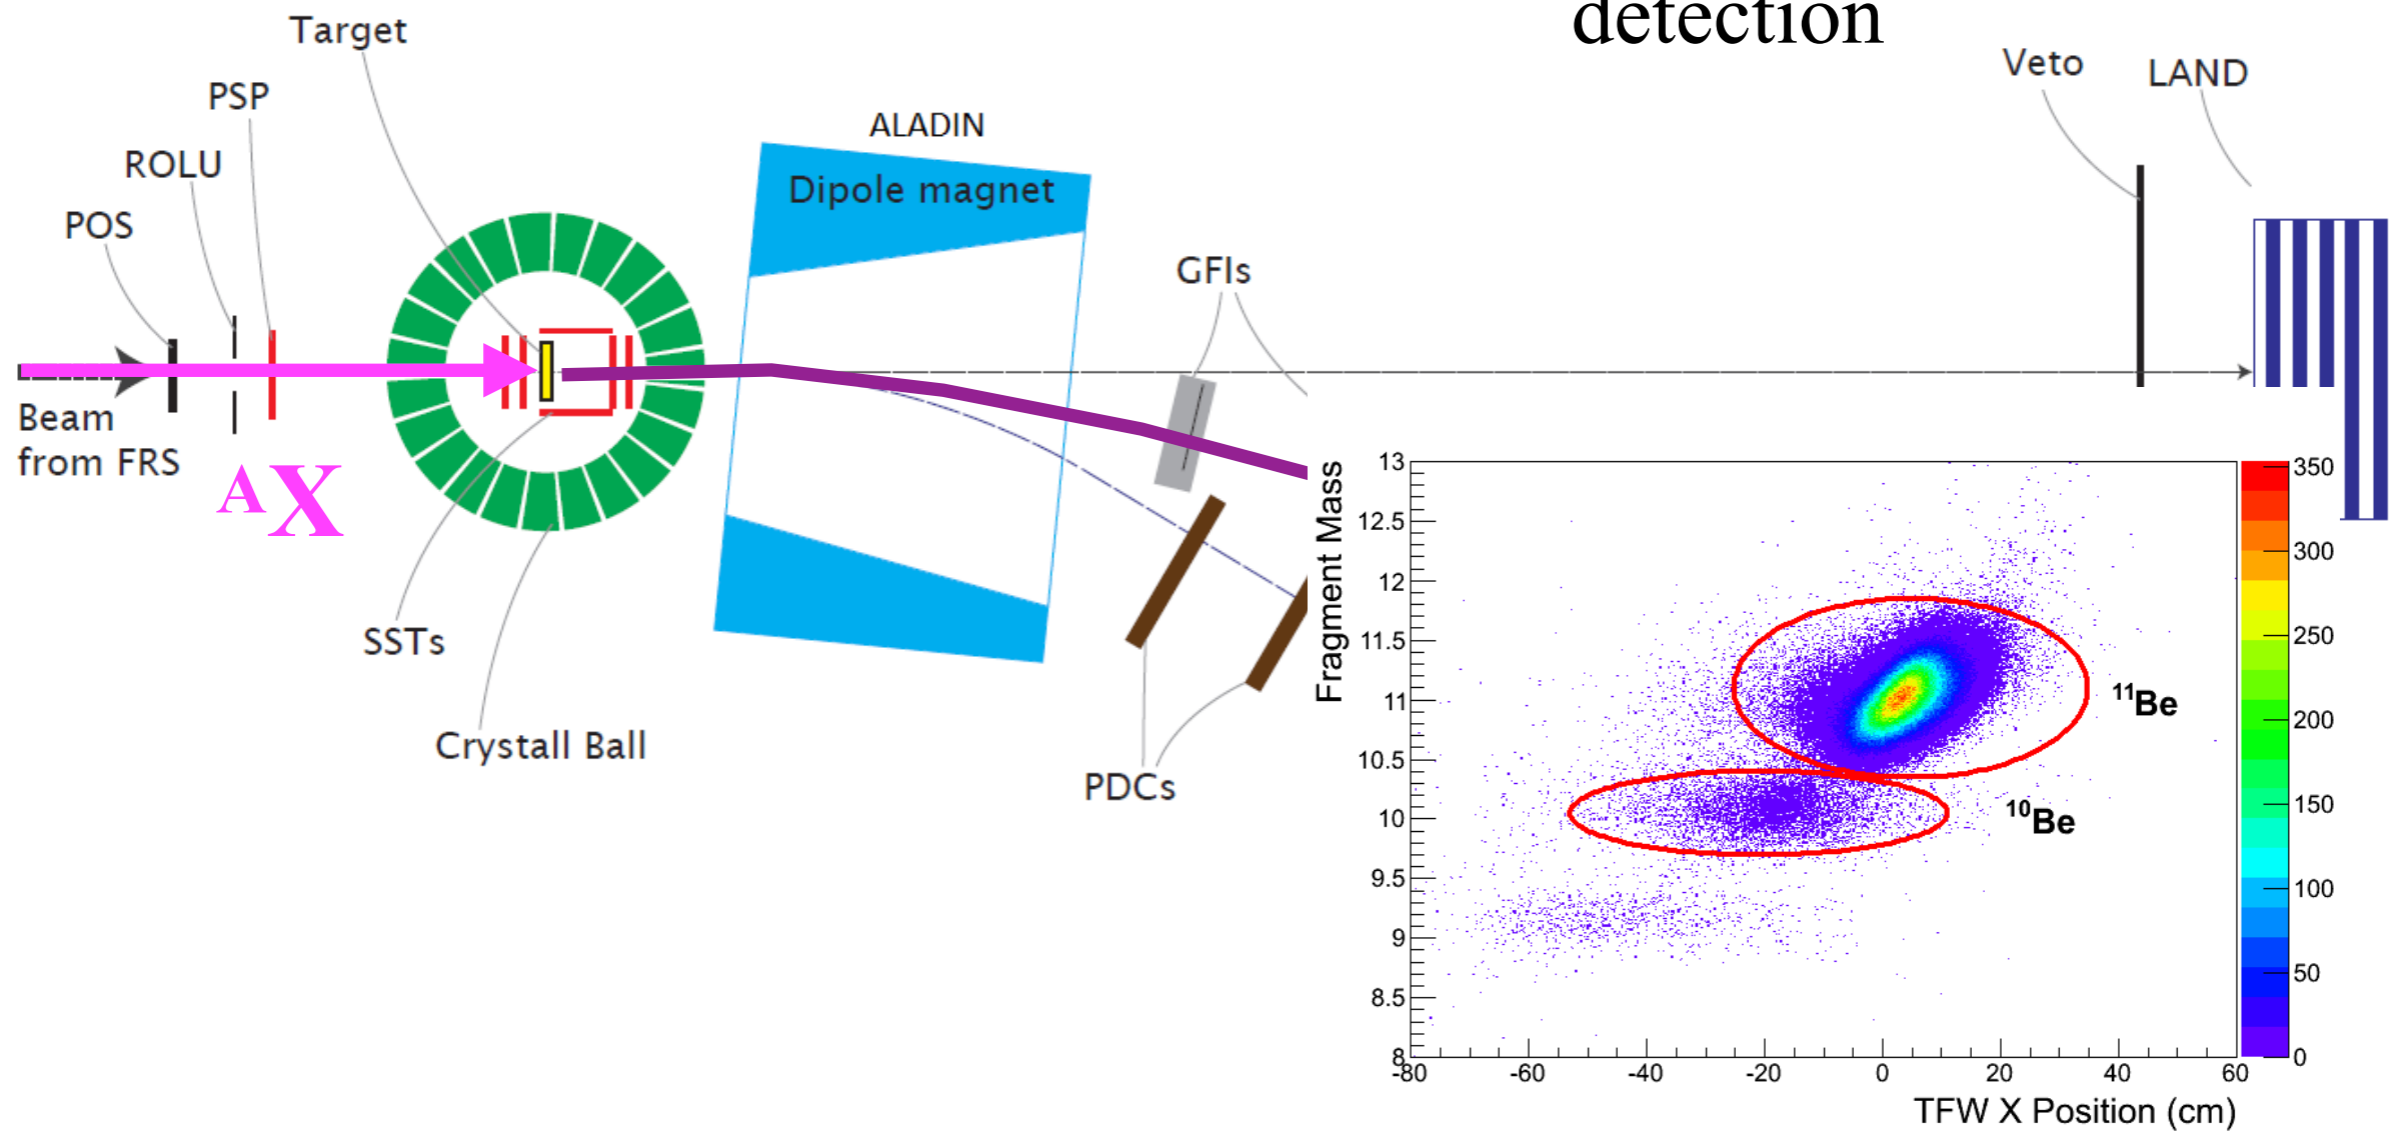 detection
Target
Veto
LAND
PSP
ALADIN
ROLU
Dipole magnet
POS
GFIs
Beam
from FRS
ᴬX
SSTs
Crystall Ball
PDCs
Fragment Mass
13
12.5
12
11.5
11
10.5
10
9.5
9
8.5
8
¹¹Be
¹⁰Be
350
300
250
200
150
100
50
0
-80 -60 -40 -20 0 20 40 60
TFW X Position (cm)